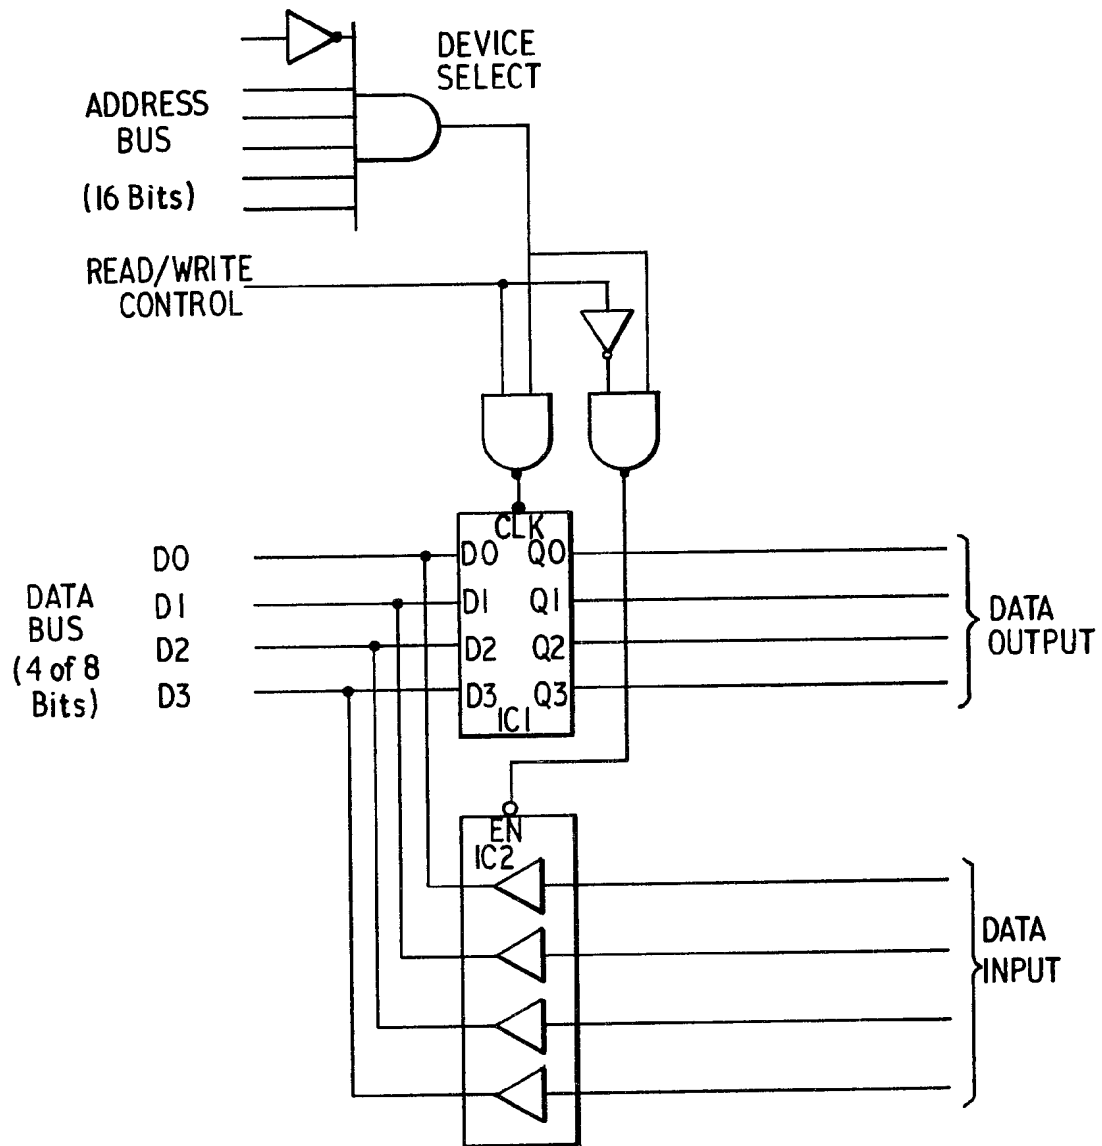 DEVICE
SELECT
ADDRESS
BUS
(16 Bits)
READ/WRITE
CONTROL
CLK
D0
D1
D2
D3
DATA
BUS
(4 of 8
Bits)
D0 Q0
D1 Q1
D2 Q2
D3 Q3
IC1
DATA
OUTPUT
EN
IC2
DATA
INPUT